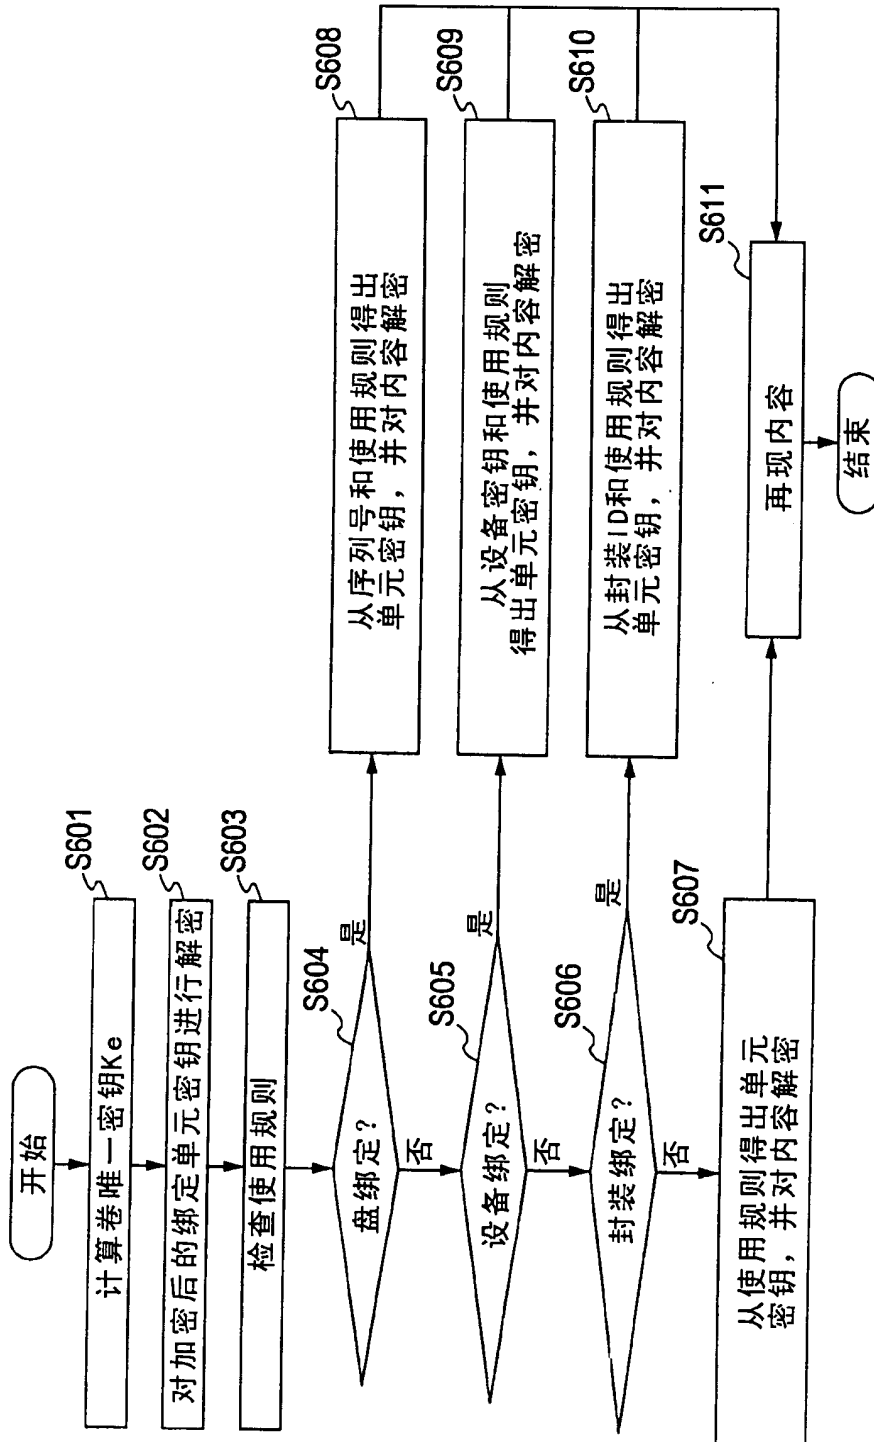 开始
S601
计算卷唯一密钥Ke
S602
对加密后的绑定单元密钥进行解密
S603
检查使用规则
S604
盘绑定?
是
否
S608
从序列号和使用规则得出
单元密钥，并对内容解密
S605
设备绑定?
是
否
S609
从设备密钥和使用规则
得出单元密钥，并对内容解密
S606
封装绑定?
是
否
S610
从封装ID和使用规则得出
单元密钥，并对内容解密
S607
从使用规则得出单元
密钥，并对内容解密
S611
再现内容
结束